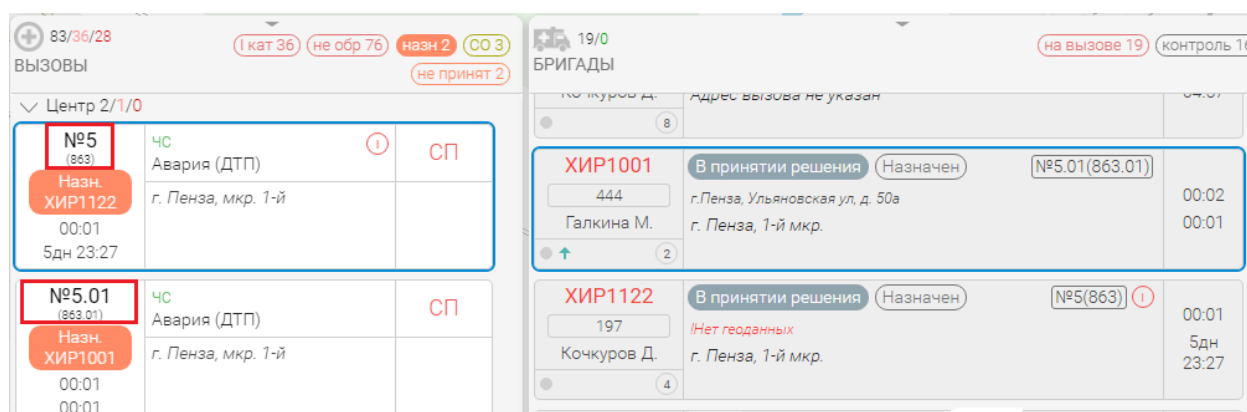 83/36/28
ВЫЗОВЫ
I кат 36 не обр 76 назн 2 СО 3
не принят 2
Центр 2/1/0
№5
(863)
Назн.
ХИР1122
00:01
5дн 23:27
ЧС
I
Авария (ДТП)
г. Пенза, мкр. 1-й
СП
№5.01
(863.01)
Назн.
ХИР1001
00:01
00:01
ЧС
Авария (ДТП)
г. Пенза, мкр. 1-й
СП
19/0
БРИГАДЫ
на вызове 19 контроль 16
Кочкуров Д.
Адрес вызова не указан
8
ХИР1001
444
Галкина М.
2
В принятии решения Назначен №5.01(863.01)
г.Пенза, Ульяновская ул, д. 50а
г. Пенза, 1-й мкр.
00:02
00:01
ХИР1122
197
Кочкуров Д.
4
В принятии решения Назначен №5(863) I
!Нет геоданных
г. Пенза, 1-й мкр.
00:01
5дн
23:27